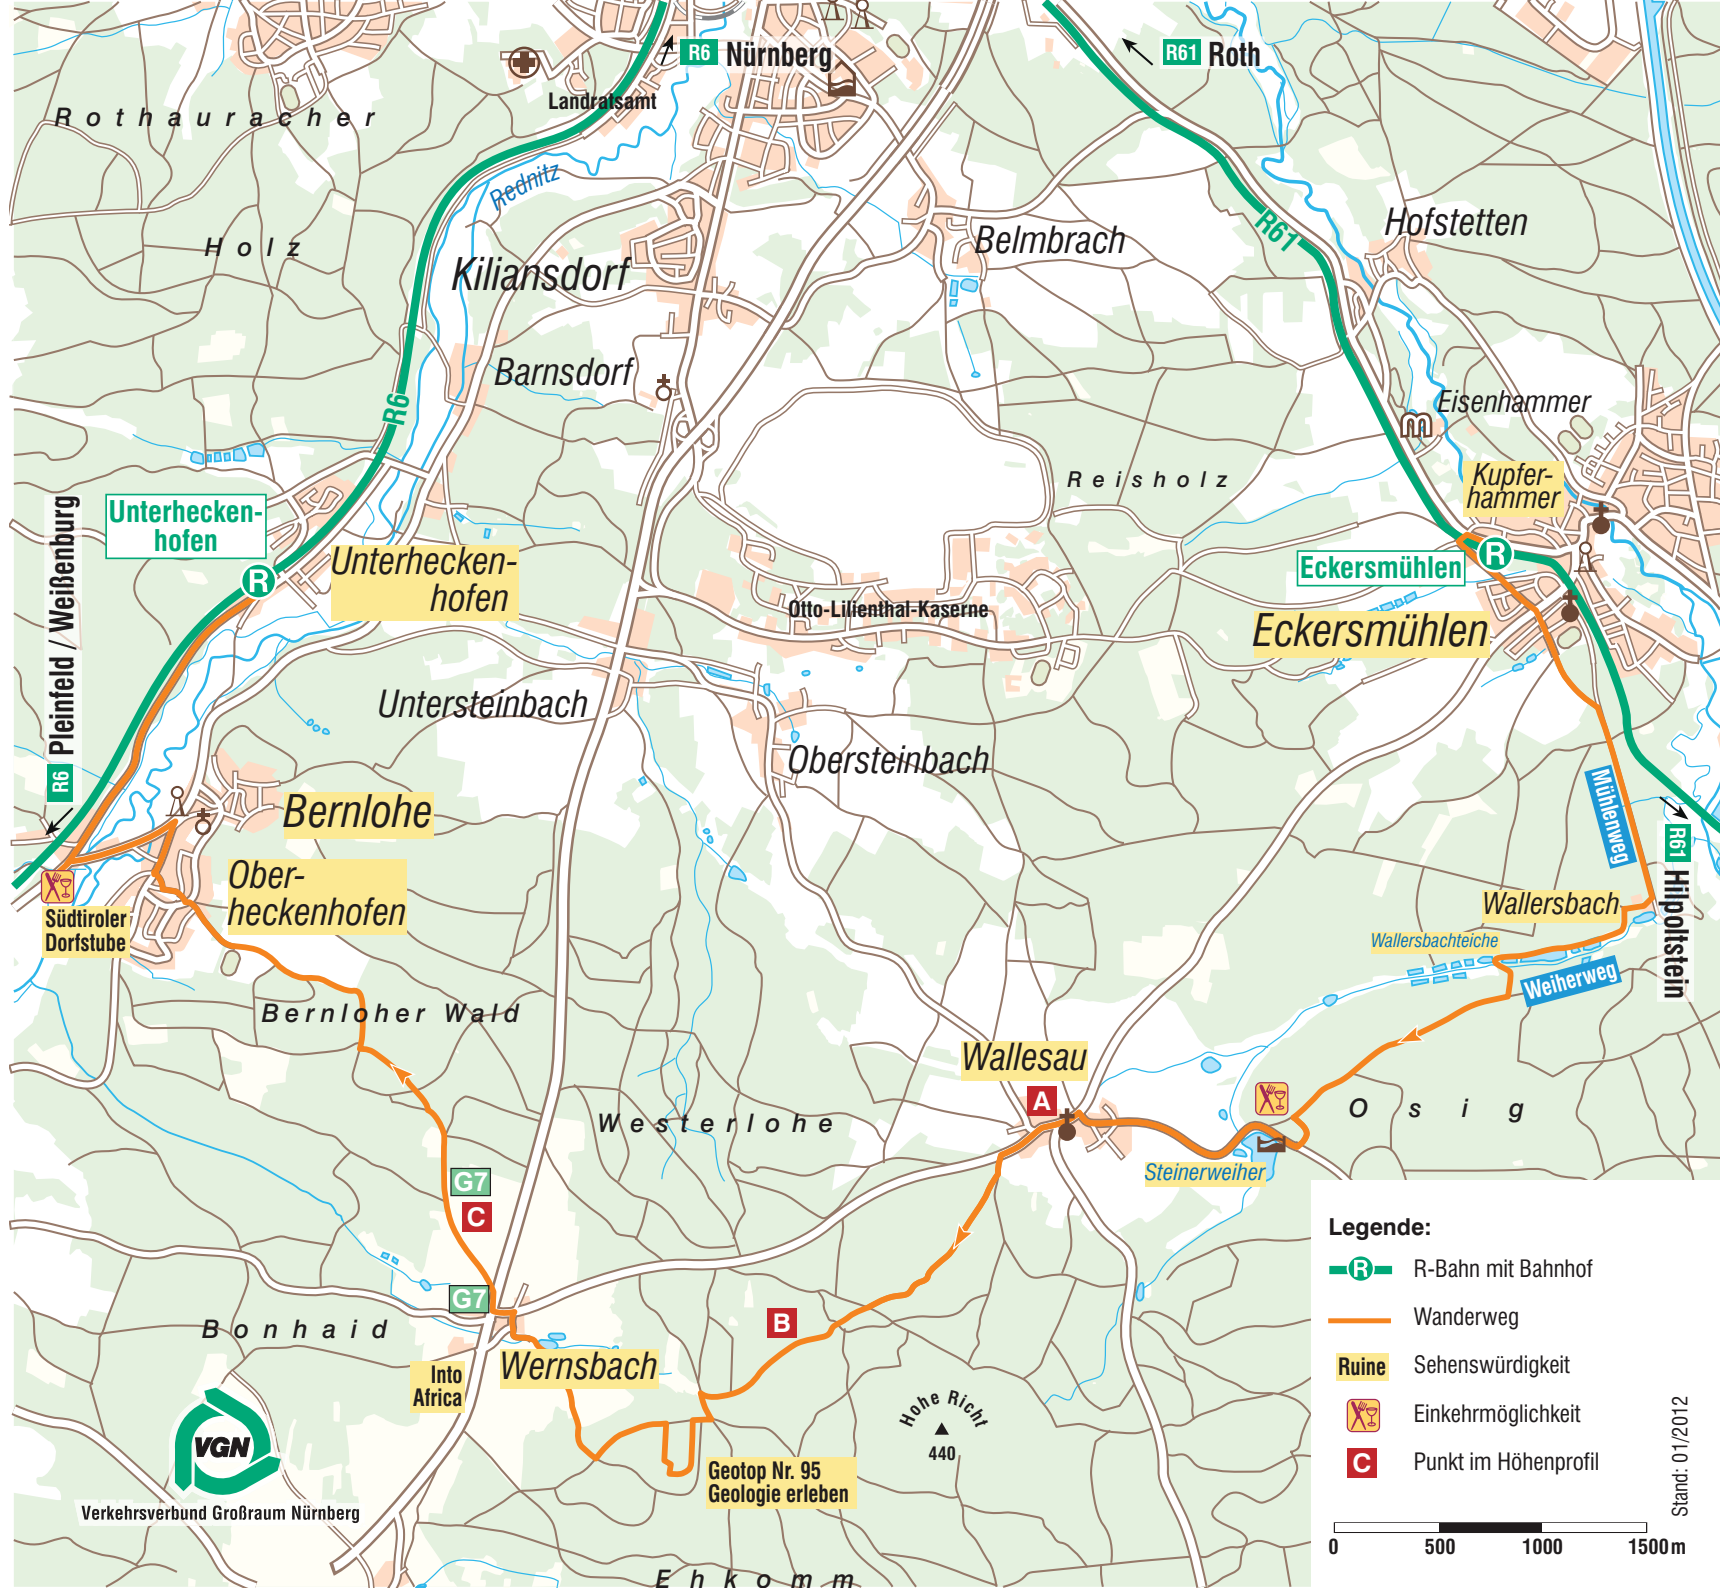 R6 Nürnberg
R61 Roth
Landratsamt
Rothauracher
Holz
Rednitz
R61
Hofstetten
Belmbrach
Kiliansdorf
Barnsdorf
R6
Eisenhammer
Reisholz
Kupfer-
hammer
Unterhecken-
hofen
R
Unterhecken-
hofen
R
Eckersmühlen
Eckersmühlen
Otto-Lilienthal-Kaserne
R6 Pleinfeld / Weißenburg
Untersteinbach
Obersteinbach
Bernlohe
Ober-
heckenhofen
Südtiroler
Dorfstube
Mühlenweg
R61 Hilpoltstein
Wallersbach
Wallersbachteiche
Weiherweg
Bernloher Wald
Wallesau
A
Osig
Westerlohe
Steinerweiher
G7
C
G7
B
Bonhaid
Into
Africa
Wernsbach
Hohe Richt
440
Geotop Nr. 95
Geologie erleben
VGN
Verkehrsverbund Großraum Nürnberg
Ehkomm
Legende:
R R-Bahn mit Bahnhof
Wanderweg
Ruine Sehenswürdigkeit
Einkehrmöglichkeit
C Punkt im Höhenprofil
0 500 1000 1500m
Stand: 01/2012